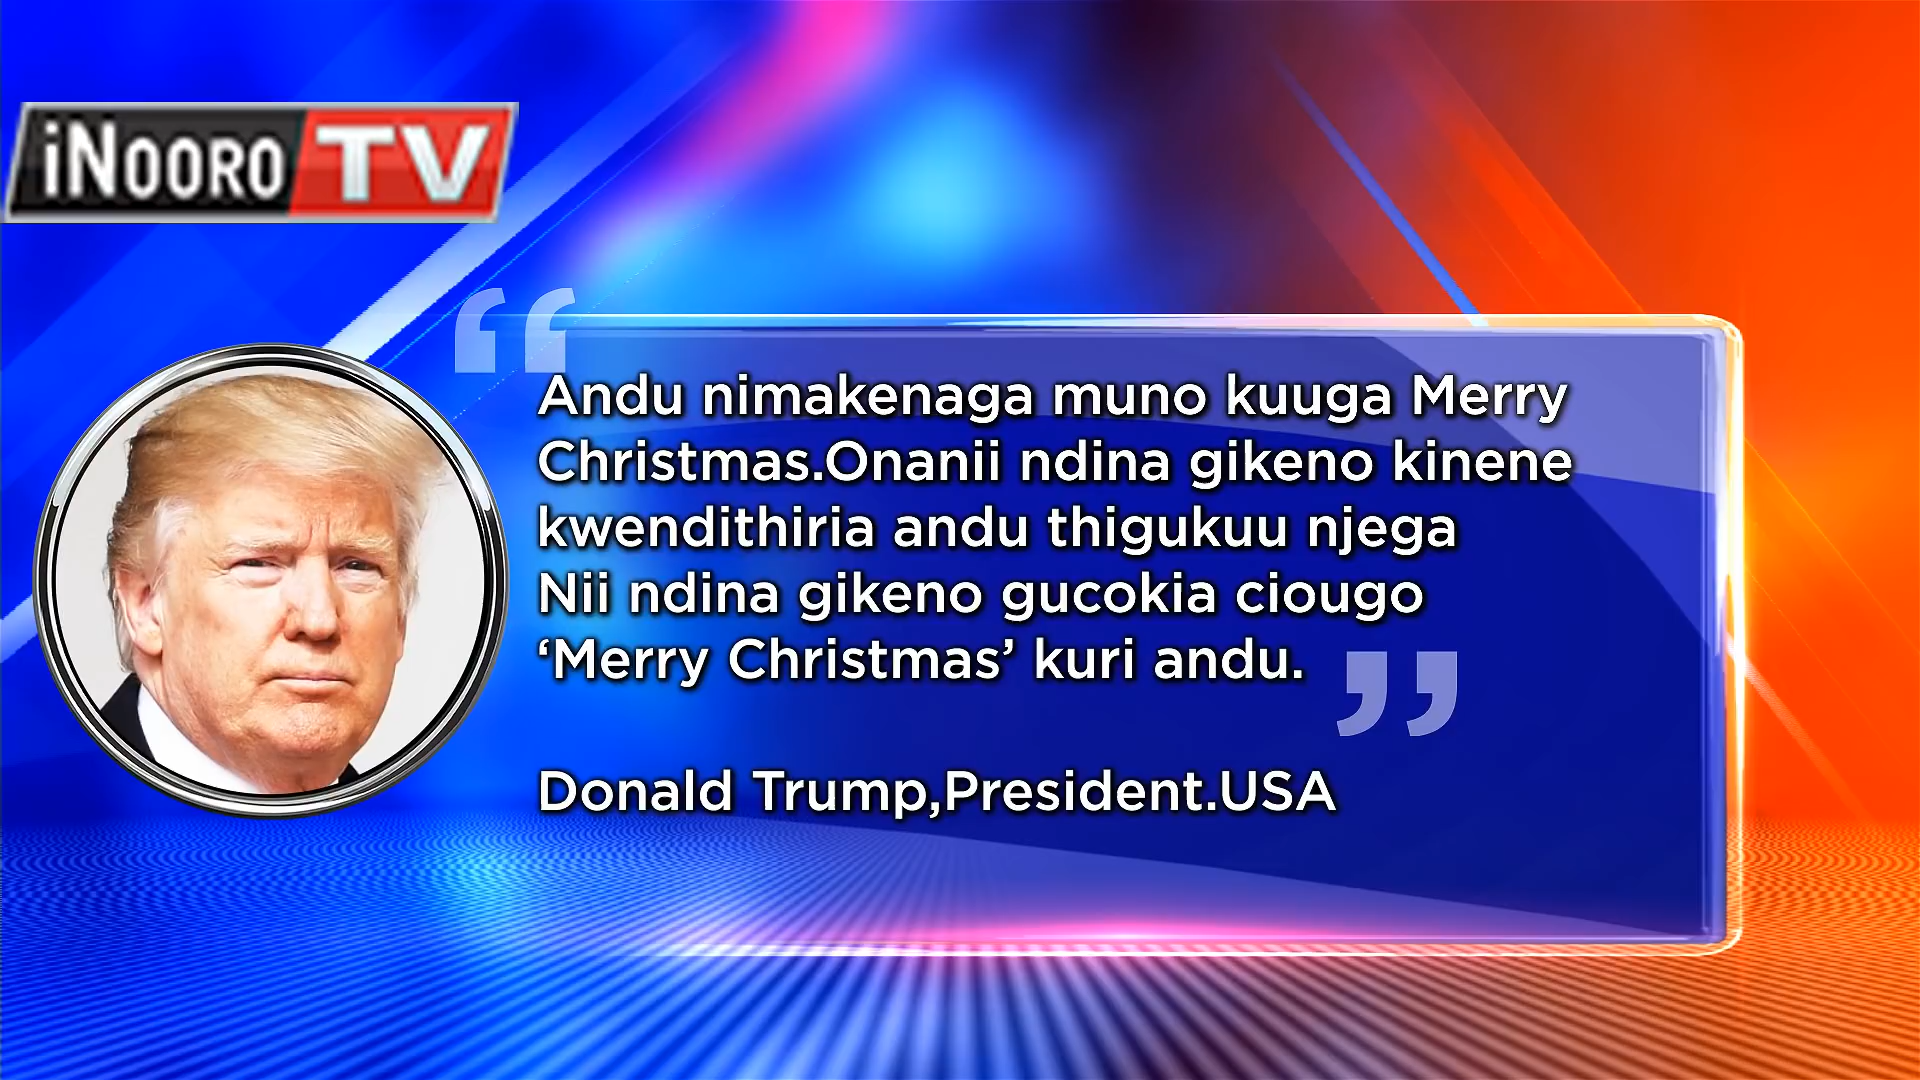 iNOORO TV
“
Andu nimakenaga muno kuuga Merry
Christmas.Onanii ndina gikeno kinene
kwendithiria andu thigukuu njega
Nii ndina gikeno gucokia ciougo
‘Merry Christmas’ kuri andu.
”
Donald Trump,President.USA